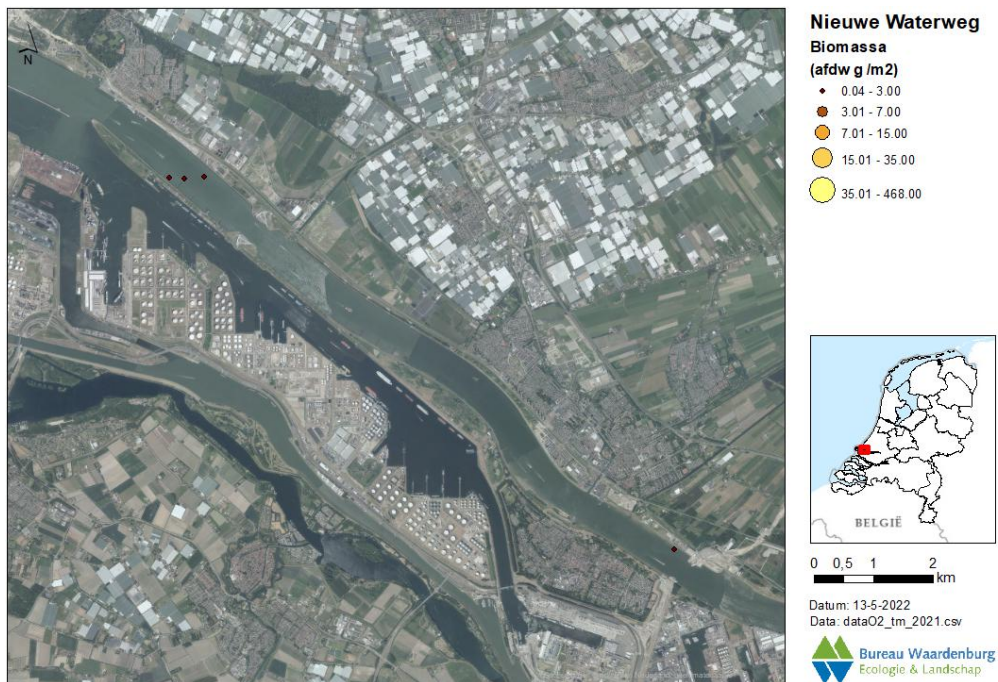 N
Nieuwe Waterweg
Biomassa
(afdw g /m2)
0.04 - 3.00
3.01 - 7.00
7.01 - 15.00
15.01 - 35.00
35.01 - 468.00
BELGIË
0 0,5 1 2
km
Datum: 13-5-2022
Data: dataO2_tm_2021.csv
Bureau Waardenburg
Ecologie & Landschap